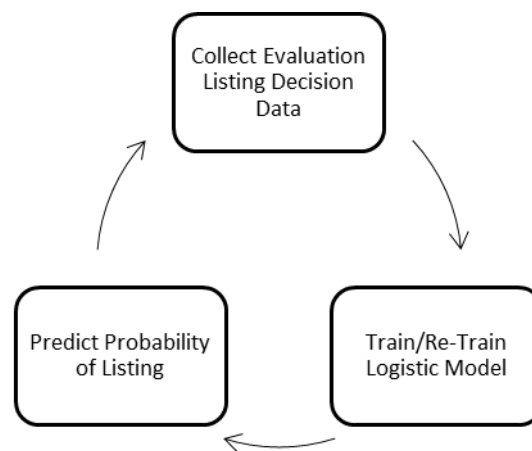 Collect Evaluation
Listing Decision
Data
Predict Probability
of Listing
Train/Re-Train
Logistic Model